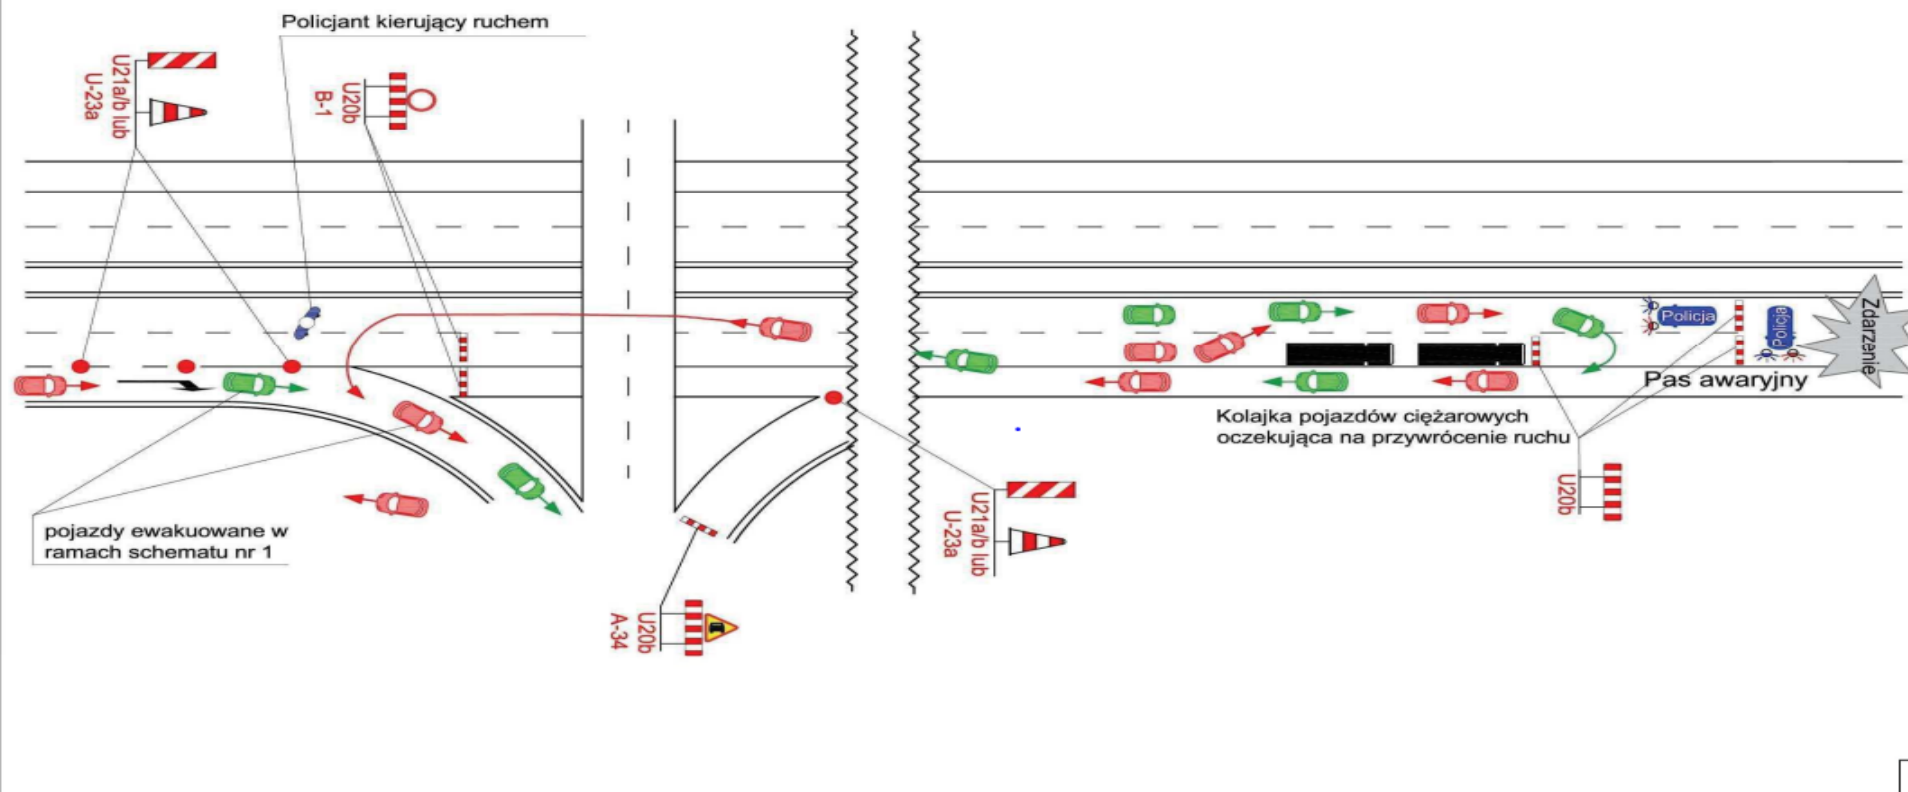 Policjant kierujący ruchem
U21a/b lub
U-23a
U20b
B-1
Policja
Policja
Zdarzenie
Pas awaryjny
Kolajka pojazdów ciężarowych
oczekująca na przywrócenie ruchu
U20b
U21a/b lub
U-23a
pojazdy ewakuowane w
ramach schematu nr 1
U20b
A-34